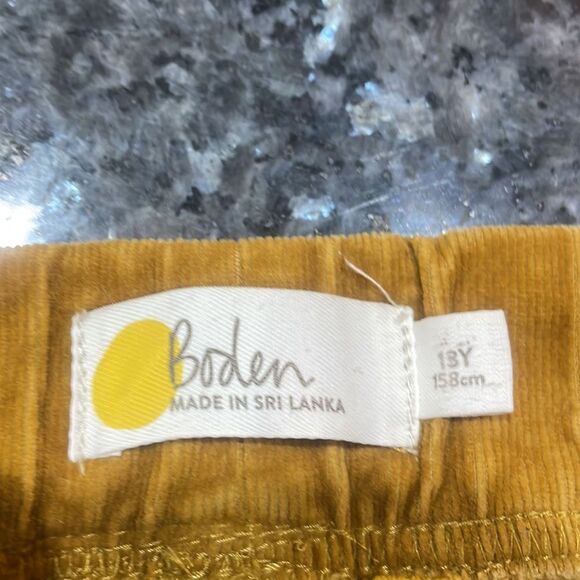 Boden
MADE IN SRI LANKA
13Y
158cm